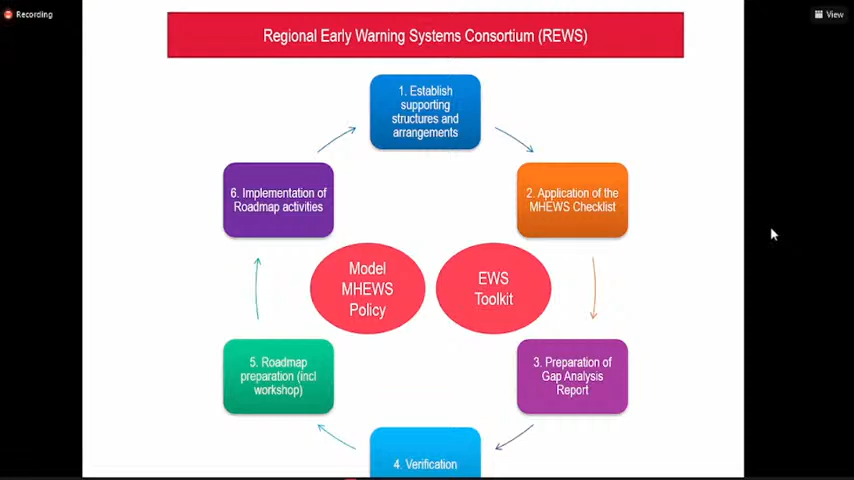 Recording
View
Regional Early Warning Systems Consortium (REWS)
1. Establish
supporting
structures and
arrangements
2. Application of the
MHEWS Checklist
3. Preparation of
Gap Analysis
Report
4. Verification
5. Roadmap
preparation (incl
workshop)
6. Implementation of
Roadmap activities
Model
MHEWS
Policy
EWS
Toolkit